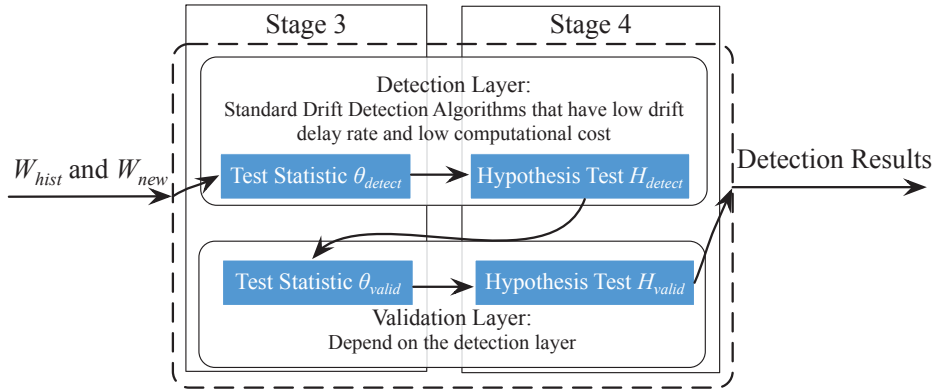 Stage 3
Stage 4
Detection Layer:
Standard Drift Detection Algorithms that have low drift
delay rate and low computational cost
W_hist and W_new
Test Statistic θ_detect
Hypothesis Test H_detect
Detection Results
Test Statistic θ_valid
Hypothesis Test H_valid
Validation Layer:
Depend on the detection layer